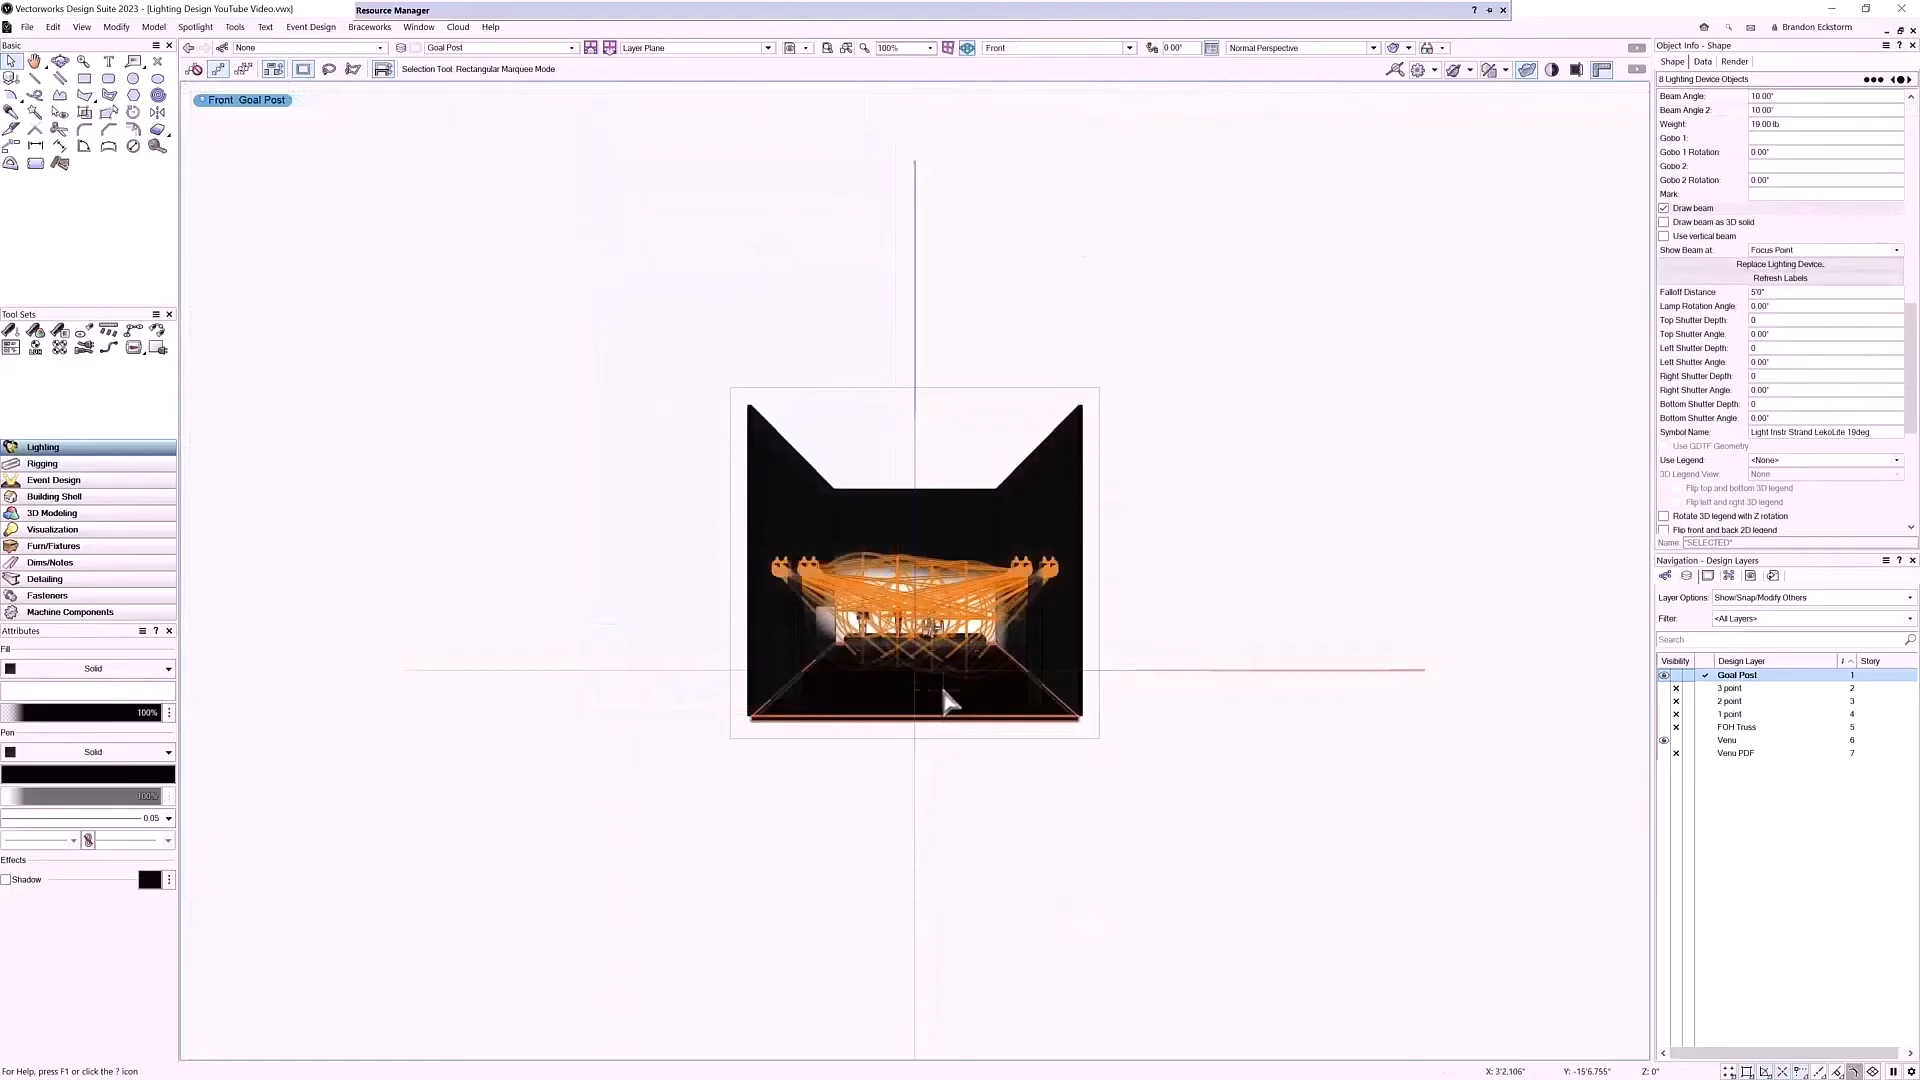 Vectorworks Design Suite 2023 - [Lighting Design YouTube Video.vwx]
Resource Manager
File Edit View Modify Model Spotlight Tools Text Event Design Braceworks Window Cloud Help
Brandon Eckstorm
Basic
None
Goal Post
Layer Plane
100%
Front
0.00°
Normal Perspective
Selection Tool: Rectangular Marquee Mode
Front Goal Post
Tool Sets
Lighting
Rigging
Event Design
Building Shell
3D Modeling
Visualization
Furn/Fixtures
Dims/Notes
Detailing
Fasteners
Machine Components
Attributes
Fill
Solid
100%
Pen
Solid
100%
0.05
Effects
Shadow
For Help, press F1 or click the ? icon
Object Info - Shape
Shape Data Render
8 Lighting Device Objects
Beam Angle: 10.00°
Beam Angle 2: 10.00°
Weight: 19.00 lb
Gobo 1:
Gobo 1 Rotation: 0.00°
Gobo 2:
Gobo 2 Rotation: 0.00°
Mark:
Draw beam
Draw beam as 3D solid
Use vertical beam
Show Beam at: Focus Point
Replace Lighting Device..
Refresh Labels
Falloff Distance: 5'0"
Lamp Rotation Angle: 0.00°
Top Shutter Depth: 0
Top Shutter Angle: 0.00°
Left Shutter Depth: 0
Left Shutter Angle: 0.00°
Right Shutter Depth: 0
Right Shutter Angle: 0.00°
Bottom Shutter Depth: 0
Bottom Shutter Angle: 0.00°
Symbol Name: Light Instr Strand LekoLite 19deg
Use GDTF Geometry
Use Legend: <None>
3D Legend View: None
Flip top and bottom 3D legend
Flip left and right 3D legend
Rotate 3D legend with Z rotation
Flip front and back 2D legend
Name: *SELECTED*
Navigation - Design Layers
Layer Options: Show/Snap/Modify Others
Filter: <All Layers>
Search
Visibility Design Layer # Story
Goal Post 1
3 point 2
2 point 3
1 point 4
FOH Truss 5
Venu 6
Venu PDF 7
X: 3'2.106" Y: -15'6.755" Z: 0"